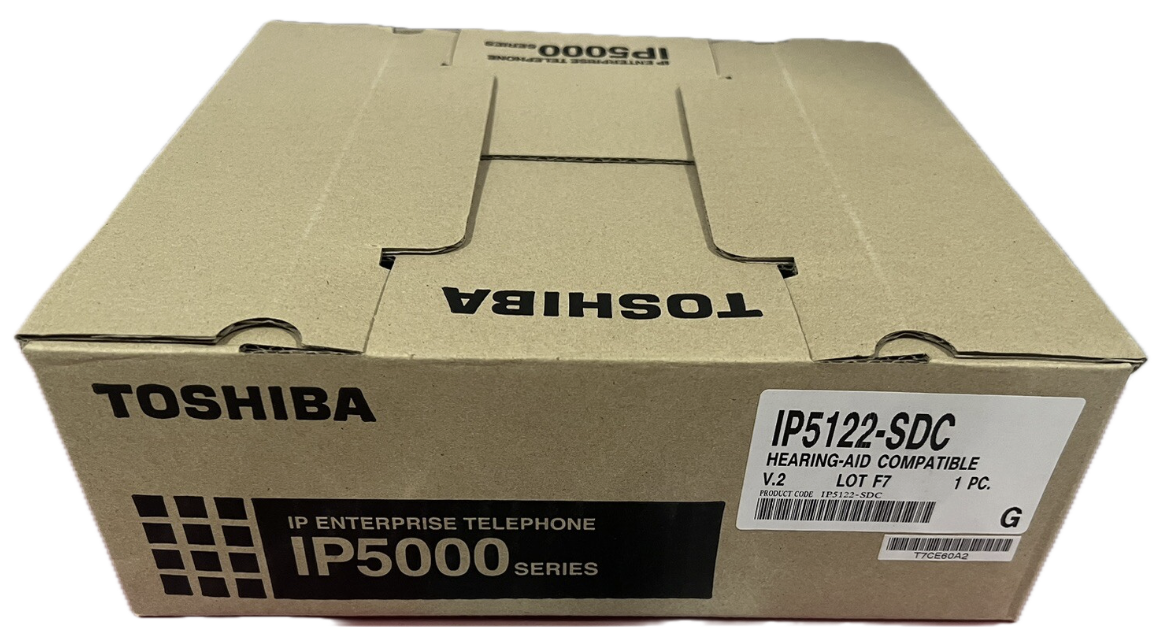 IP ENTERPRISE TELEPHONE
IP5000 SERIES
TOSHIBA
TOSHIBA
IP ENTERPRISE TELEPHONE
IP5000 SERIES
IP5122-SDC
HEARING-AID COMPATIBLE
V.2 LOT F7 1 PC.
PRODUCT CODE IP5122-SDC
G
T7CE60A2